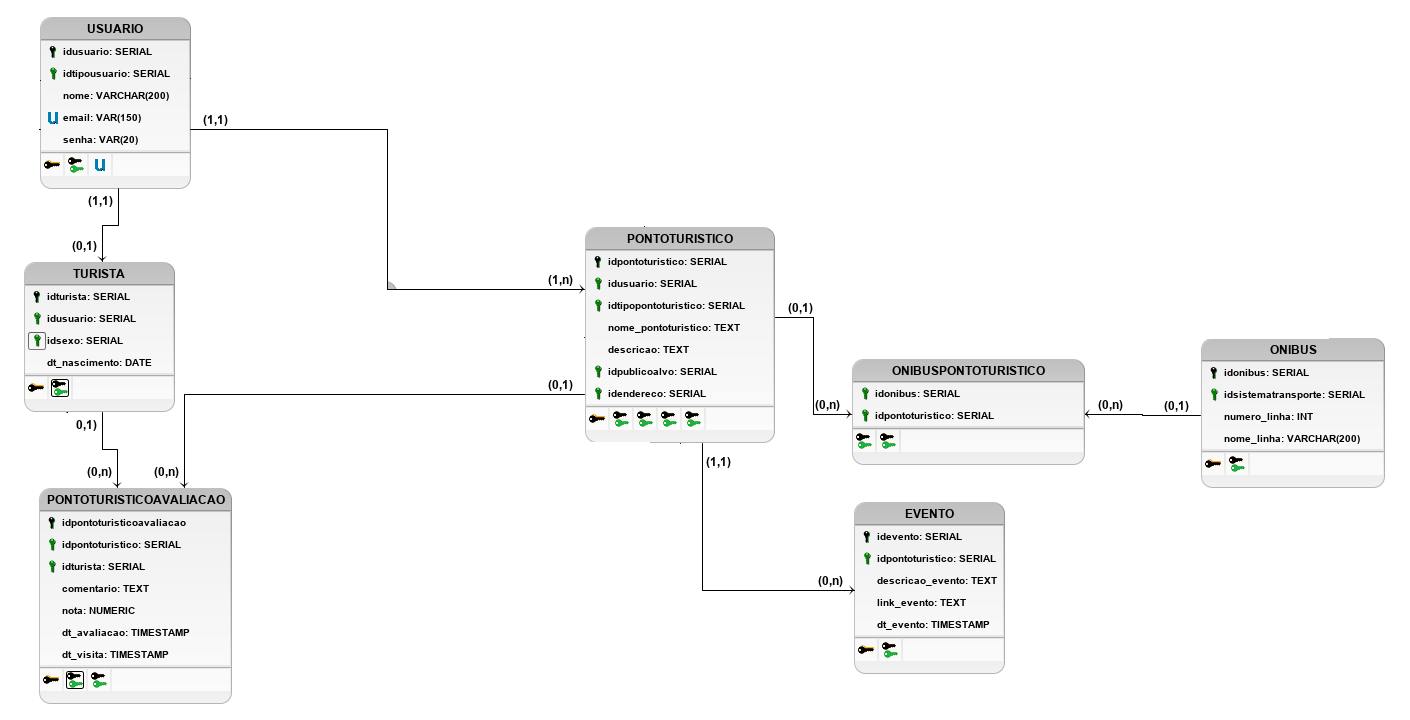 USUARIO
idusuario: SERIAL
idtipousuario: SERIAL
nome: VARCHAR(200)
u email: VAR(150)
senha: VAR(20)
u
(1,1)
(1,1)
(0,1)
TURISTA
idturista: SERIAL
idusuario: SERIAL
idsexo: SERIAL
dt_nascimento: DATE
0,1)
(0,n)
(0,n)
PONTOTURISTICOAVALIACAO
idpontoturisticoavaliacao
idpontoturistico: SERIAL
idturista: SERIAL
comentario: TEXT
nota: NUMERIC
dt_avaliacao: TIMESTAMP
dt_visita: TIMESTAMP
(1,n)
(0,1)
PONTOTURISTICO
idpontoturistico: SERIAL
idusuario: SERIAL
idtipopontoturistico: SERIAL
nome_pontoturistico: TEXT
descricao: TEXT
idpublicoalvo: SERIAL
idendereco: SERIAL
(0,1)
(0,n)
(1,1)
(0,n)
ONIBUSPONTOTURISTICO
idonibus: SERIAL
idpontoturistico: SERIAL
(0,n)
(0,1)
ONIBUS
idonibus: SERIAL
idsistematransporte: SERIAL
numero_linha: INT
nome_linha: VARCHAR(200)
EVENTO
idevento: SERIAL
idpontoturistico: SERIAL
descricao_evento: TEXT
link_evento: TEXT
dt_evento: TIMESTAMP